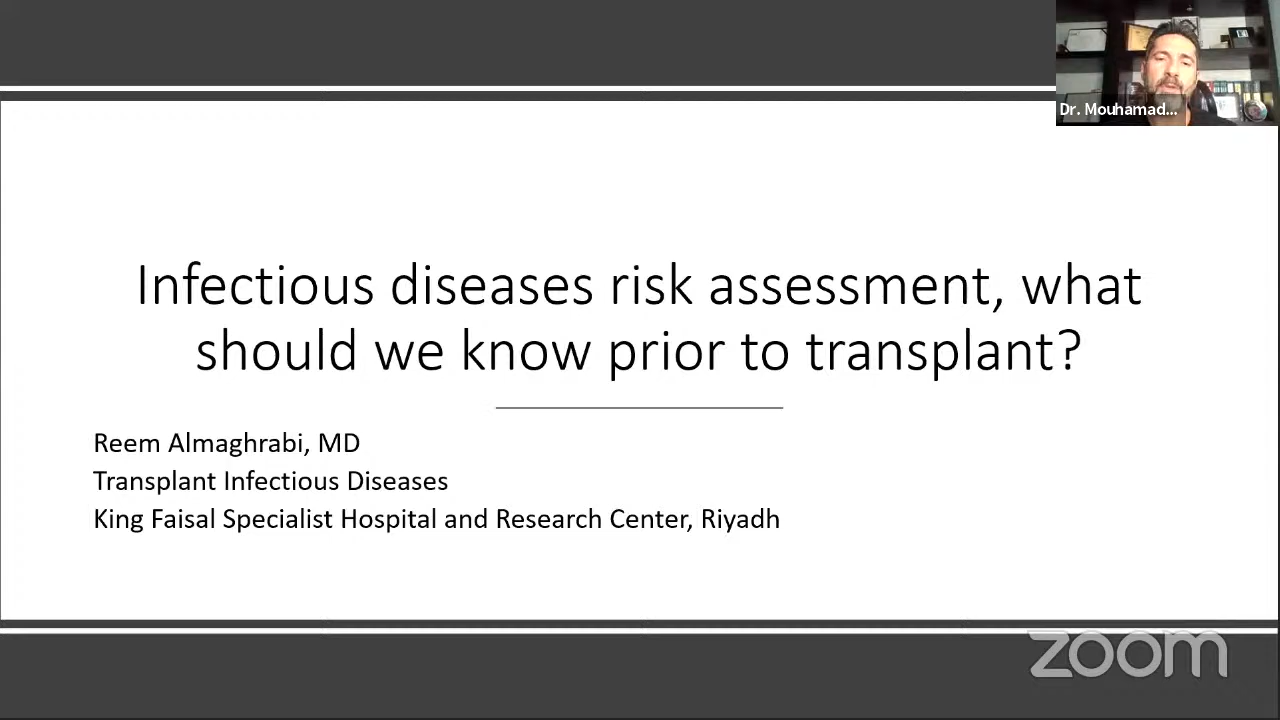 Dr. Mouhamad...
Infectious diseases risk assessment, what
should we know prior to transplant?
Reem Almaghrabi, MD
Transplant Infectious Diseases
King Faisal Specialist Hospital and Research Center, Riyadh
zoom